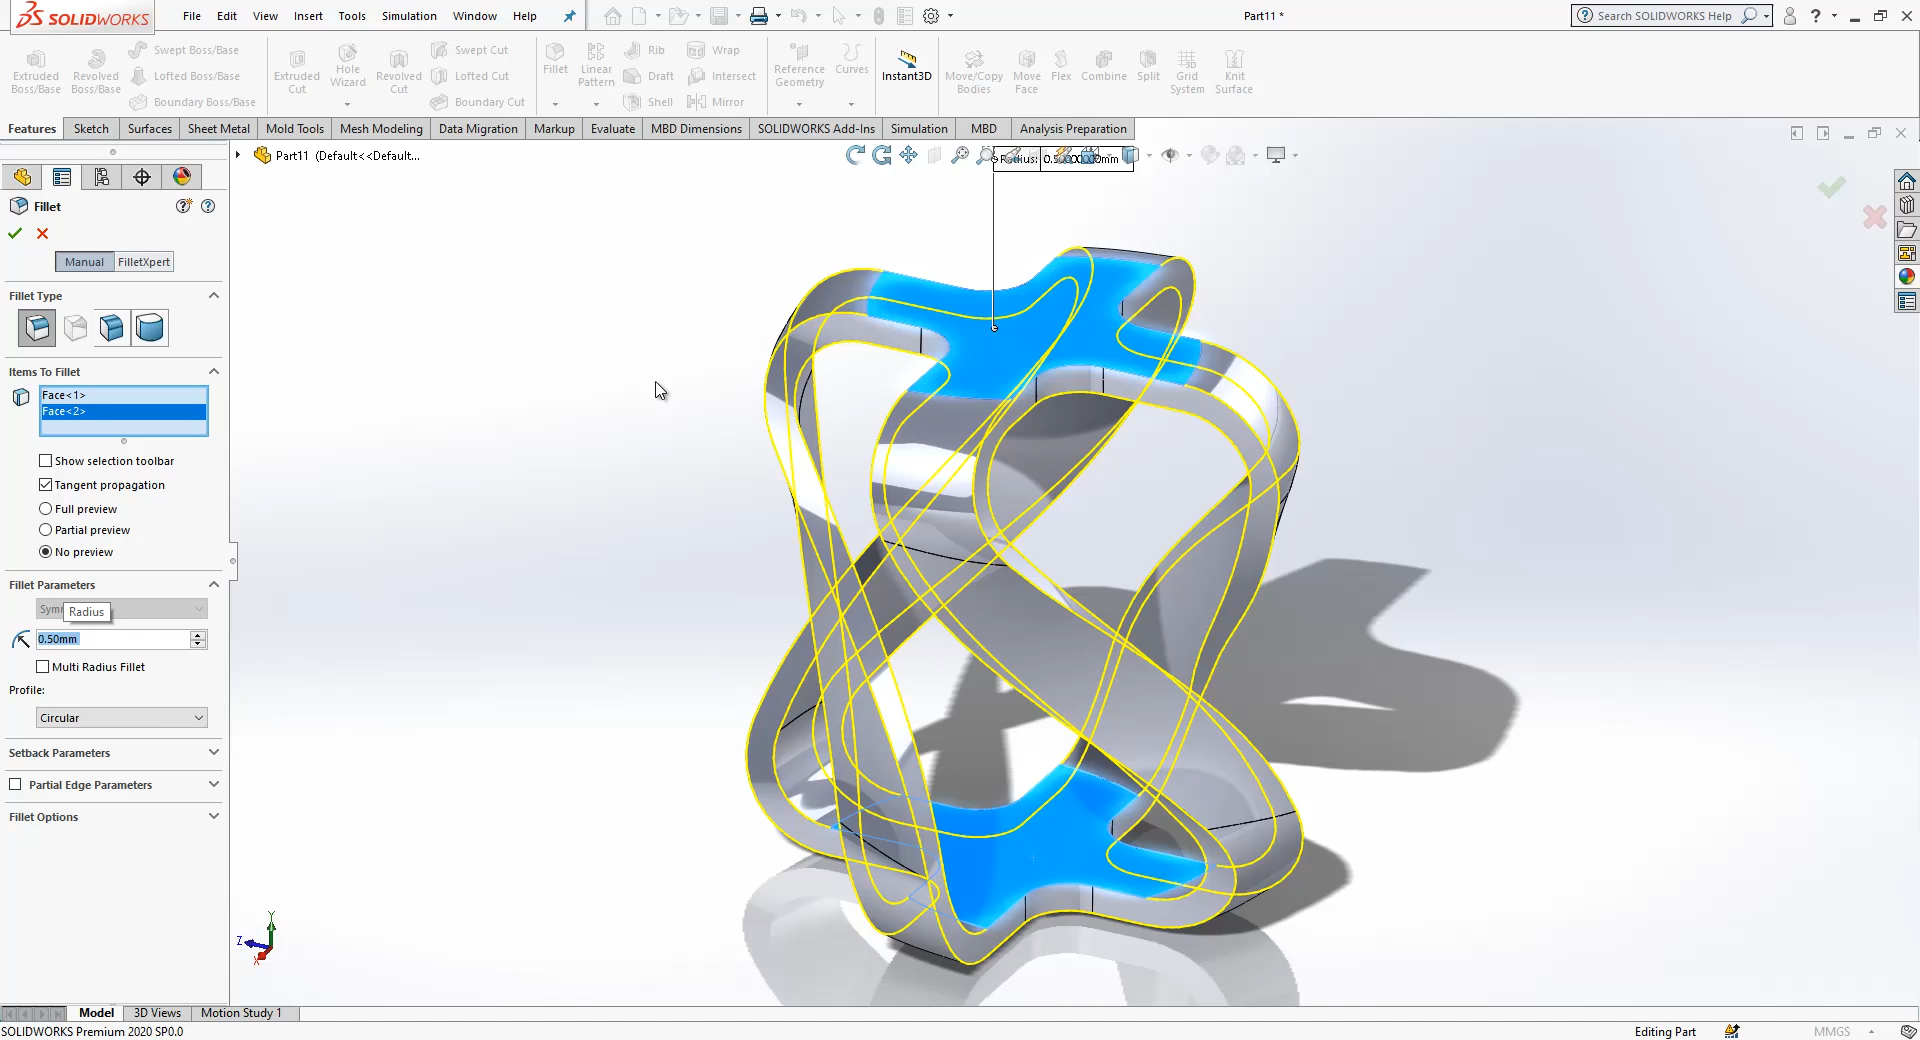 SOLIDWORKS File Edit View Insert Tools Simulation Window Help Part11 * Search SOLIDWORKS Help
Extruded Boss/Base
Revolved Boss/Base
Swept Boss/Base
Lofted Boss/Base
Boundary Boss/Base
Extruded Cut
Hole Wizard
Revolved Cut
Swept Cut
Lofted Cut
Boundary Cut
Fillet
Linear Pattern
Rib
Draft
Shell
Wrap
Intersect
Mirror
Reference Geometry
Curves
Instant3D
Move/Copy Bodies
Move Face
Flex
Combine
Split
Grid System
Knit Surface
Features Sketch Surfaces Sheet Metal Mold Tools Mesh Modeling Data Migration Markup Evaluate MBD Dimensions SOLIDWORKS Add-Ins Simulation MBD Analysis Preparation
Part11 (Default<<Default...
Radius:
Fillet
Manual FilletXpert
Fillet Type
Items To Fillet
Face<1>
Face<2>
Show selection toolbar
Tangent propagation
Full preview
Partial preview
No preview
Fillet Parameters
Radius
0.50mm
Multi Radius Fillet
Profile:
Circular
Setback Parameters
Partial Edge Parameters
Fillet Options
Y
Z
X
Model 3D Views Motion Study 1
SOLIDWORKS Premium 2020 SP0.0 Editing Part MMGS